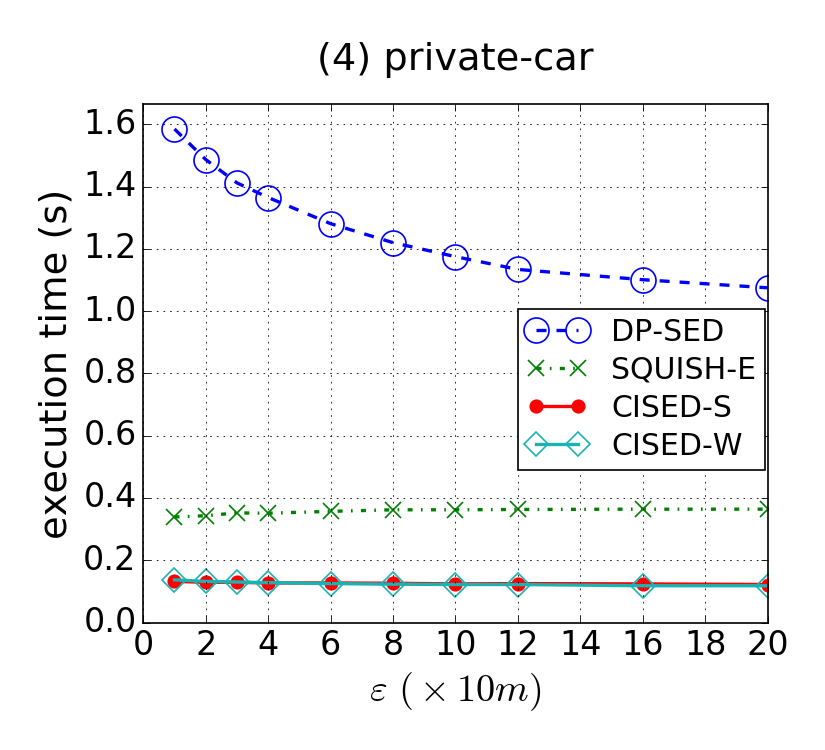 (4) private-car
execution time (s)
1.6
1.4
1.2
1.0
0.8
0.6
0.4
0.2
0.0
DP-SED
SQUISH-E
CISED-S
CISED-W
0 2 4 6 8 10 12 14 16 18 20
ε (×10m)